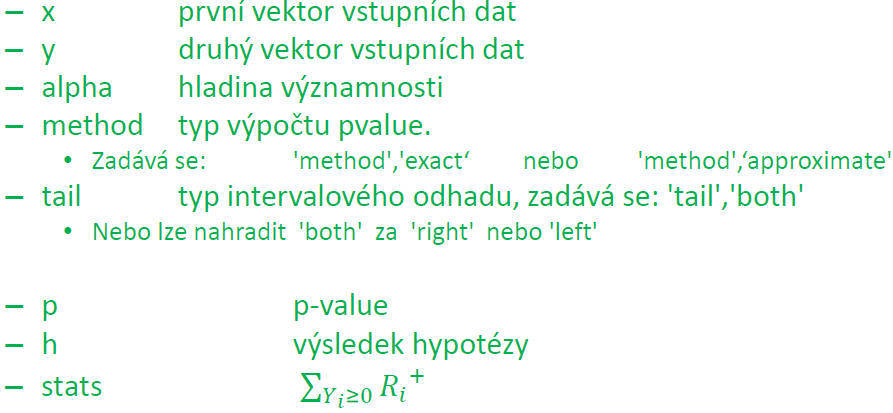 – x první vektor vstupních dat
– y druhý vektor vstupních dat
– alpha hladina významnosti
– method typ výpočtu pvalue.
• Zadává se: 'method','exact‘ nebo 'method',‘approximate'
– tail typ intervalového odhadu, zadává se: 'tail','both'
• Nebo lze nahradit 'both' za 'right' nebo 'left'
– p p-value
– h výsledek hypotézy
– stats ∑_{Y_i≥0} R_i^+